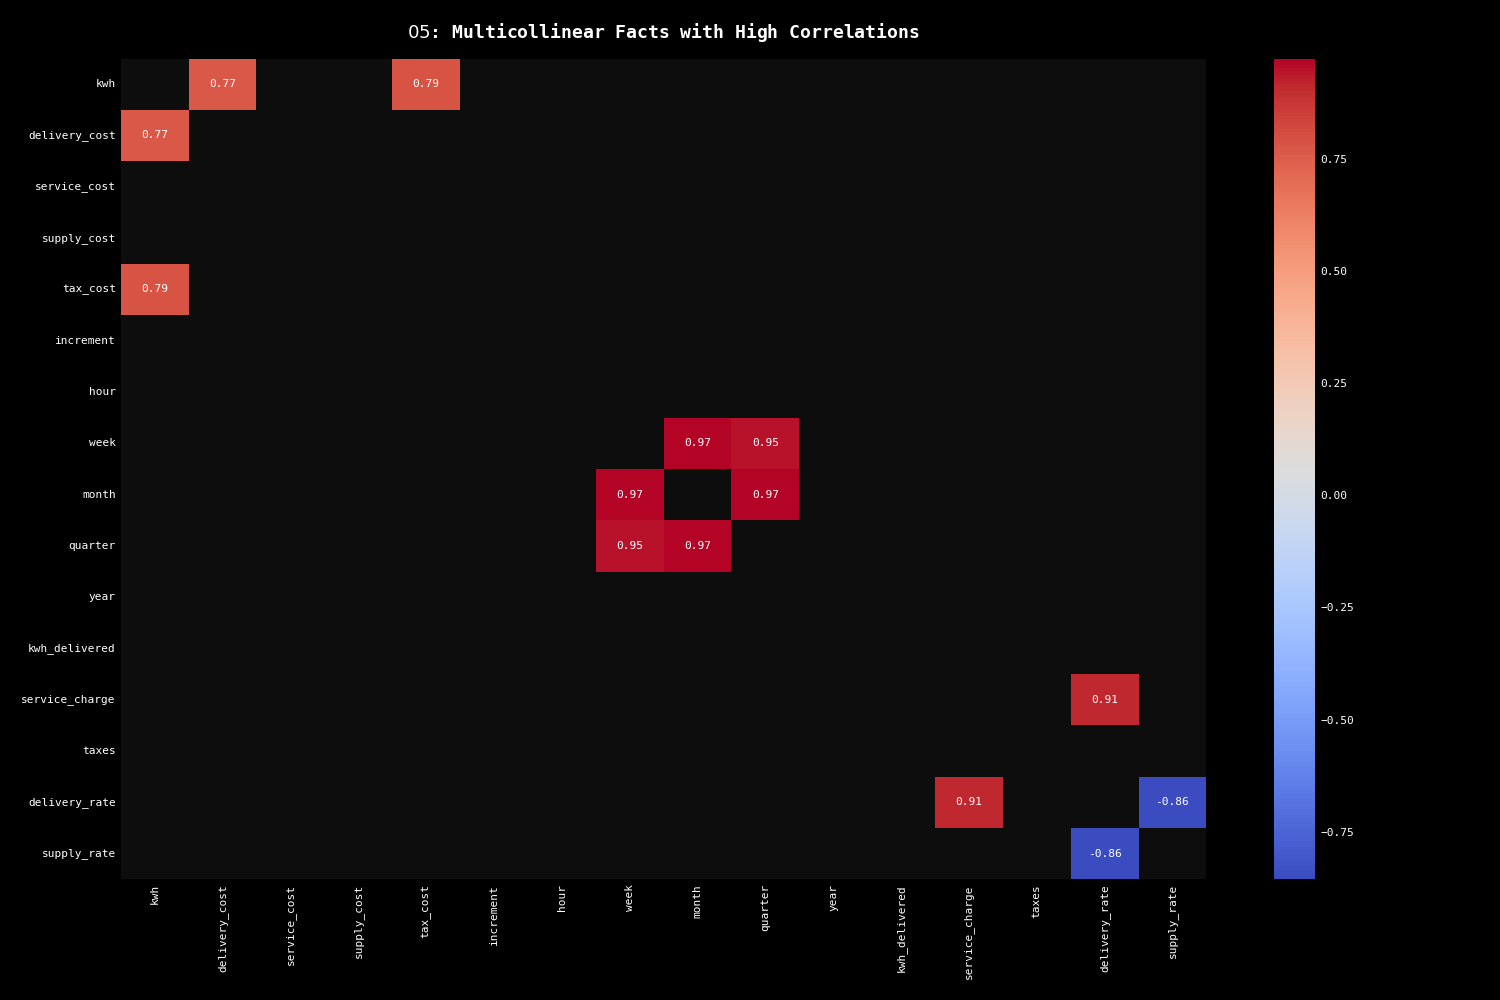 O5: Multicollinear Facts with High Correlations
kwh 0.77 0.79
delivery_cost 0.77
service_cost
supply_cost
tax_cost 0.79
increment
hour
week 0.97 0.95
month 0.97 0.97
quarter 0.95 0.97
year
kwh_delivered
service_charge 0.91
taxes
delivery_rate 0.91 -0.86
supply_rate -0.86
kwh
delivery_cost
service_cost
supply_cost
tax_cost
increment
hour
week
month
quarter
year
kwh_delivered
service_charge
taxes
delivery_rate
supply_rate
0.75
0.50
0.25
0.00
−0.25
−0.50
−0.75